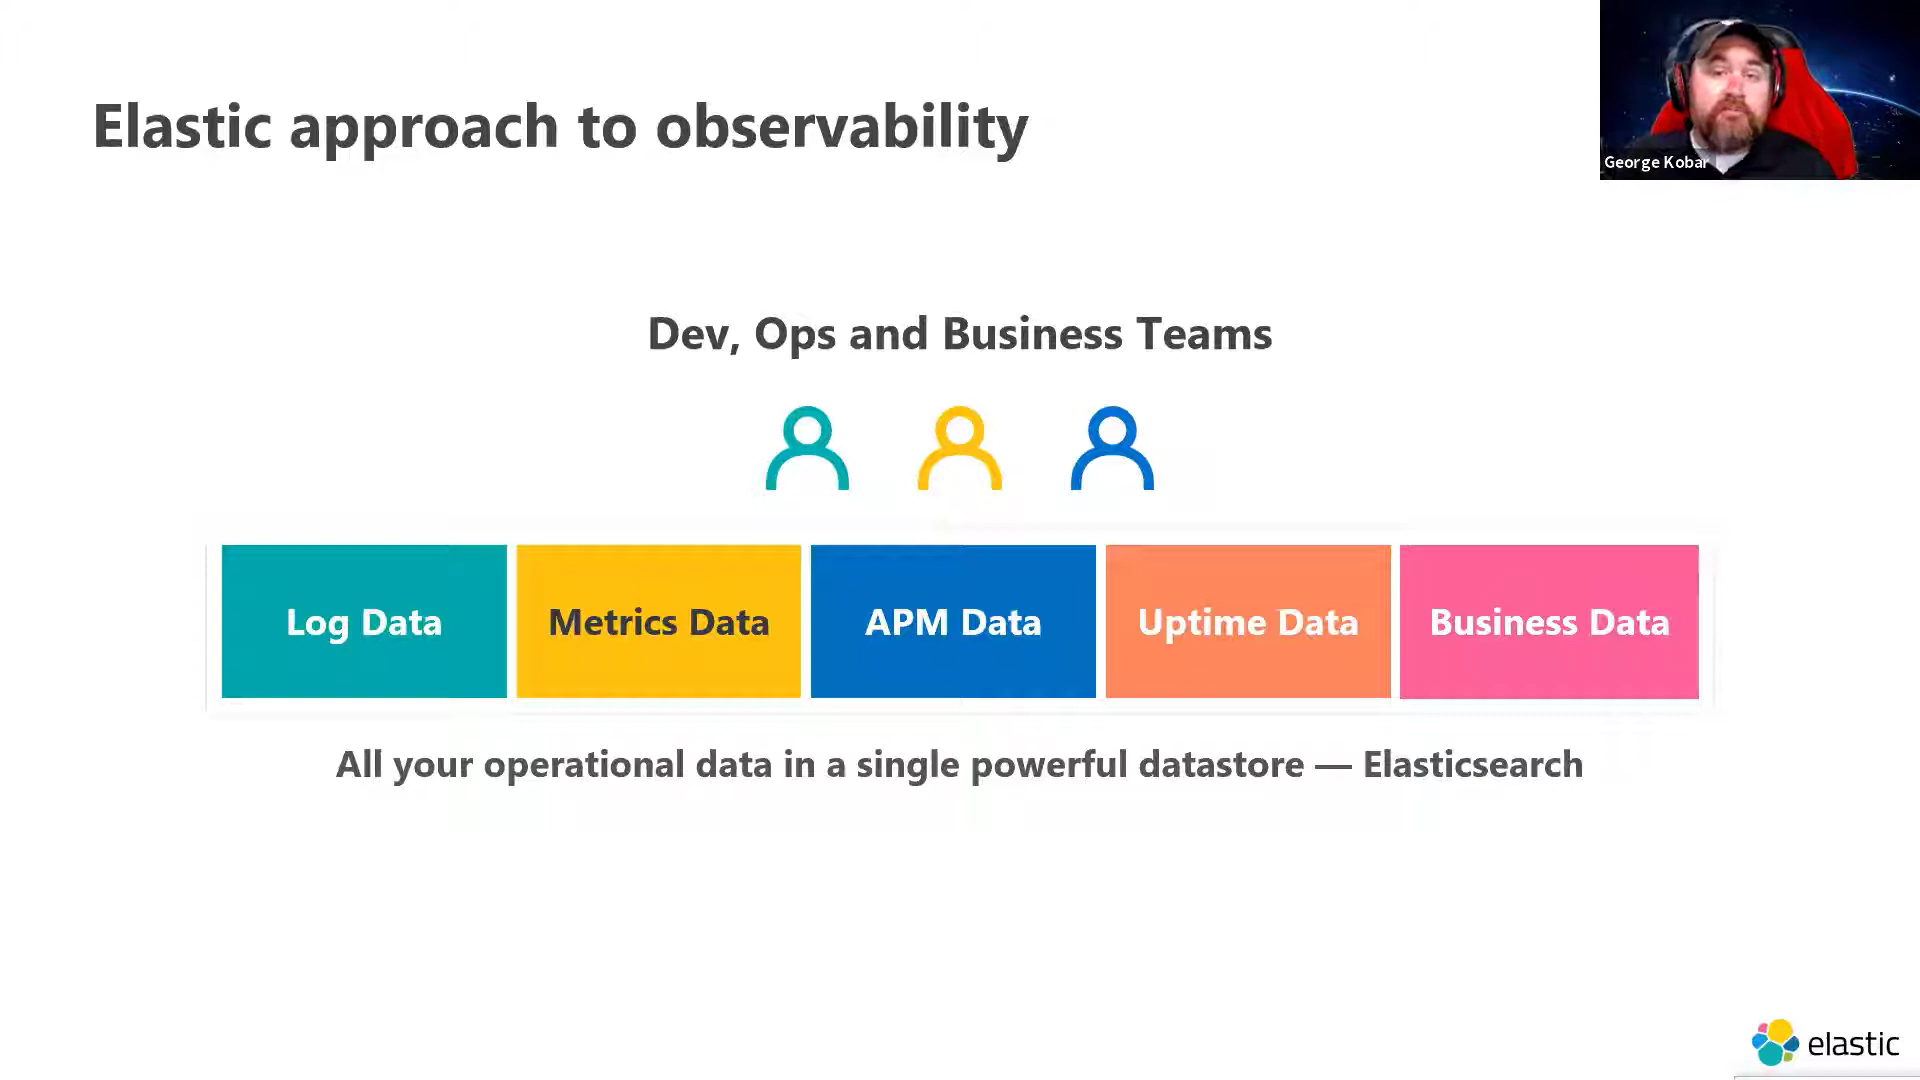 Elastic approach to observability
George Kobar
Dev, Ops and Business Teams
Log Data
Metrics Data
APM Data
Uptime Data
Business Data
All your operational data in a single powerful datastore — Elasticsearch
elastic